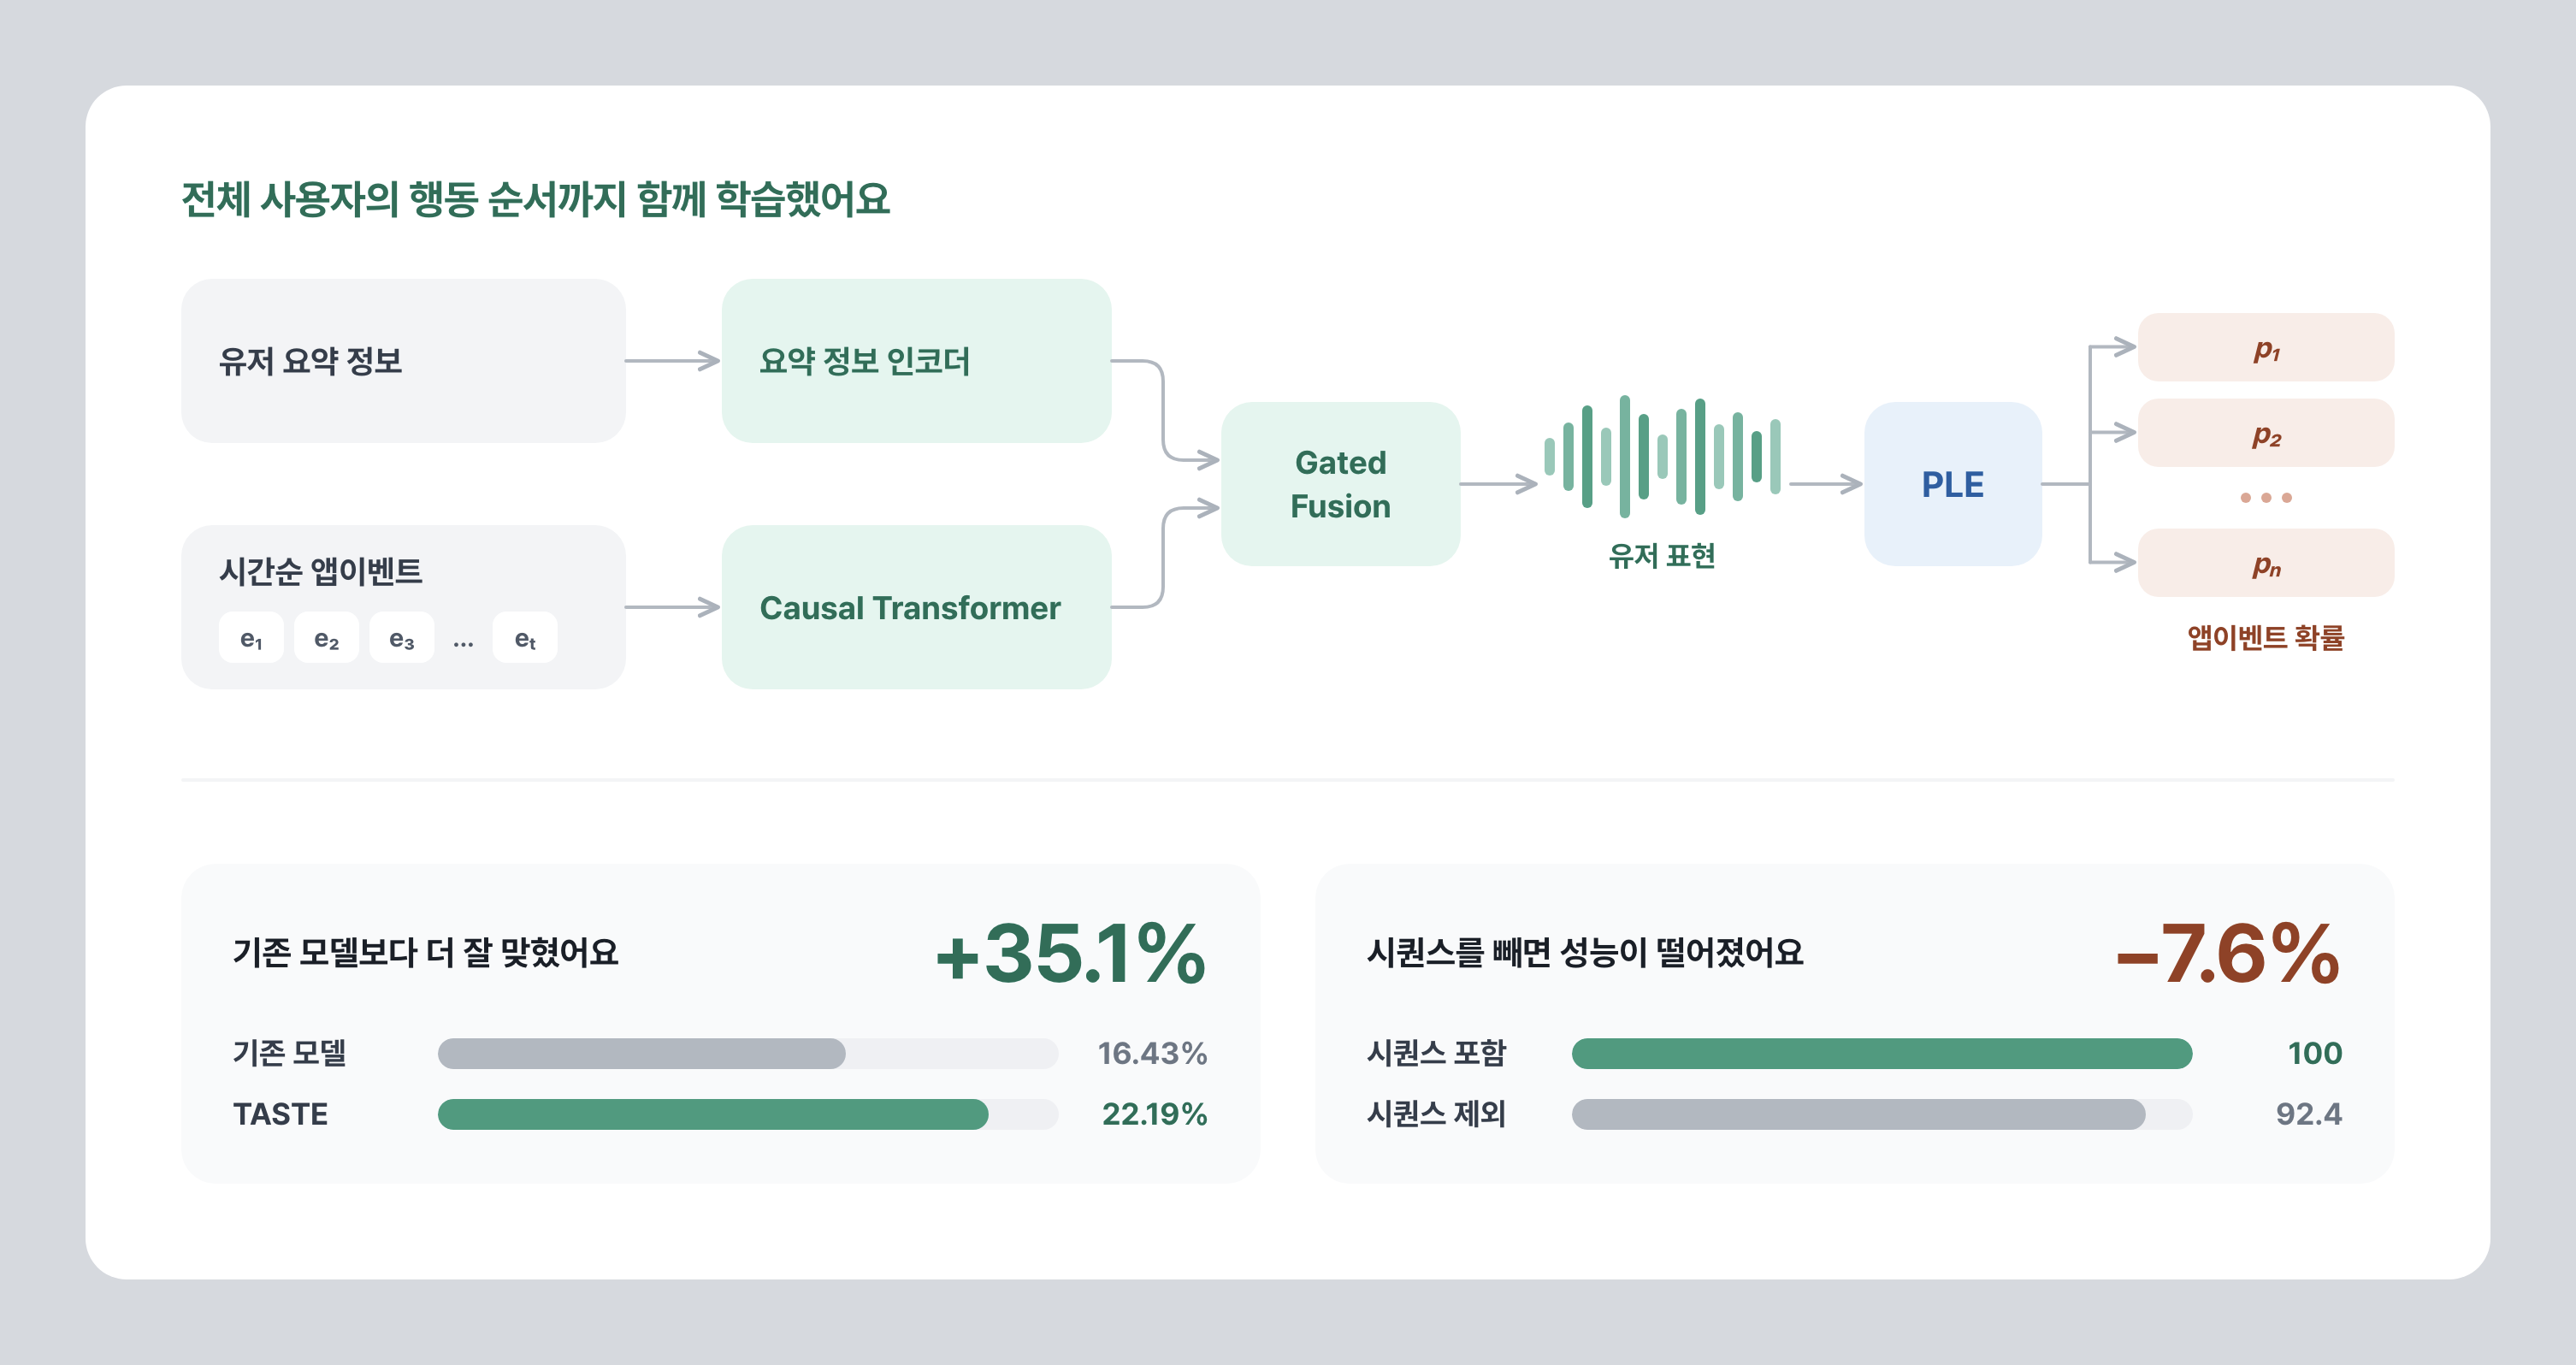 전체 사용자의 행동 순서까지 함께 학습했어요
유저 요약 정보
요약 정보 인코더
시간순 앱이벤트
e₁ e₂ e₃ ... eₜ
Causal Transformer
Gated
Fusion
유저 표현
PLE
p₁
p₂
pₙ
앱이벤트 확률
기존 모델보다 더 잘 맞혔어요 +35.1%
기존 모델 16.43%
TASTE 22.19%
시퀀스를 빼면 성능이 떨어졌어요 –7.6%
시퀀스 포함 100
시퀀스 제외 92.4